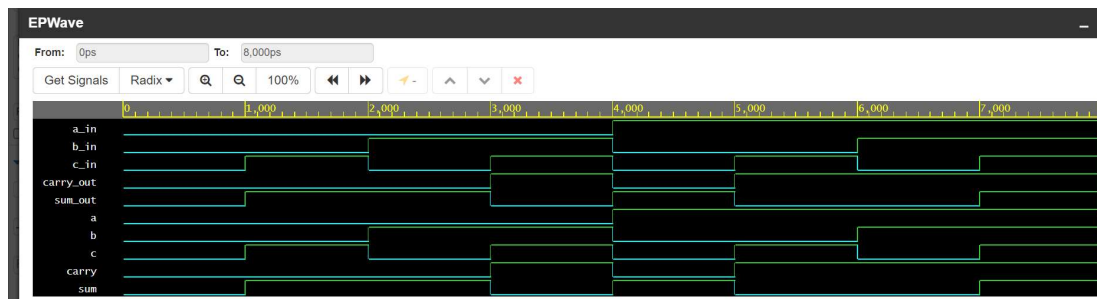 EPWave
From: 0ps To: 8,000ps
Get Signals Radix 100% -
0 1,000 2,000 3,000 4,000 5,000 6,000 7,000
a_in
b_in
c_in
carry_out
sum_out
a
b
c
carry
sum